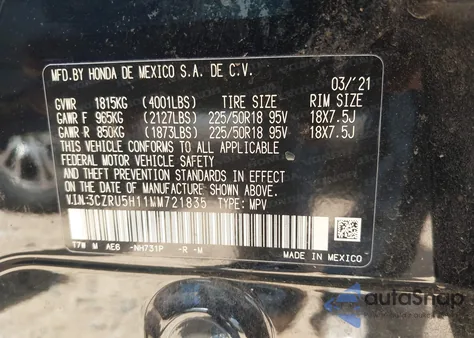 MFD.BY HONDA DE MEXICO S.A. DE C.V.
03/'21
GVWR 1815KG (4001LBS) TIRE SIZE RIM SIZE
GAWR F 965KG (2127LBS) 225/50R18 95V 18X7.5J
GAWR R 850KG (1873LBS) 225/50R18 95V 18X7.5J
THIS VEHICLE CONFORMS TO ALL APPLICABLE
FEDERAL MOTOR VEHICLE SAFETY
AND THEFT PREVENTION STANDARDS IN EFFECT
ON THE DATE OF MANUFACTURE SHOWN ABOVE.
V.I.N:3CZRU5H11MM721835 TYPE: MPV
T7W M AE6 -NH731P -R -M
MADE IN MEXICO
autoSnap